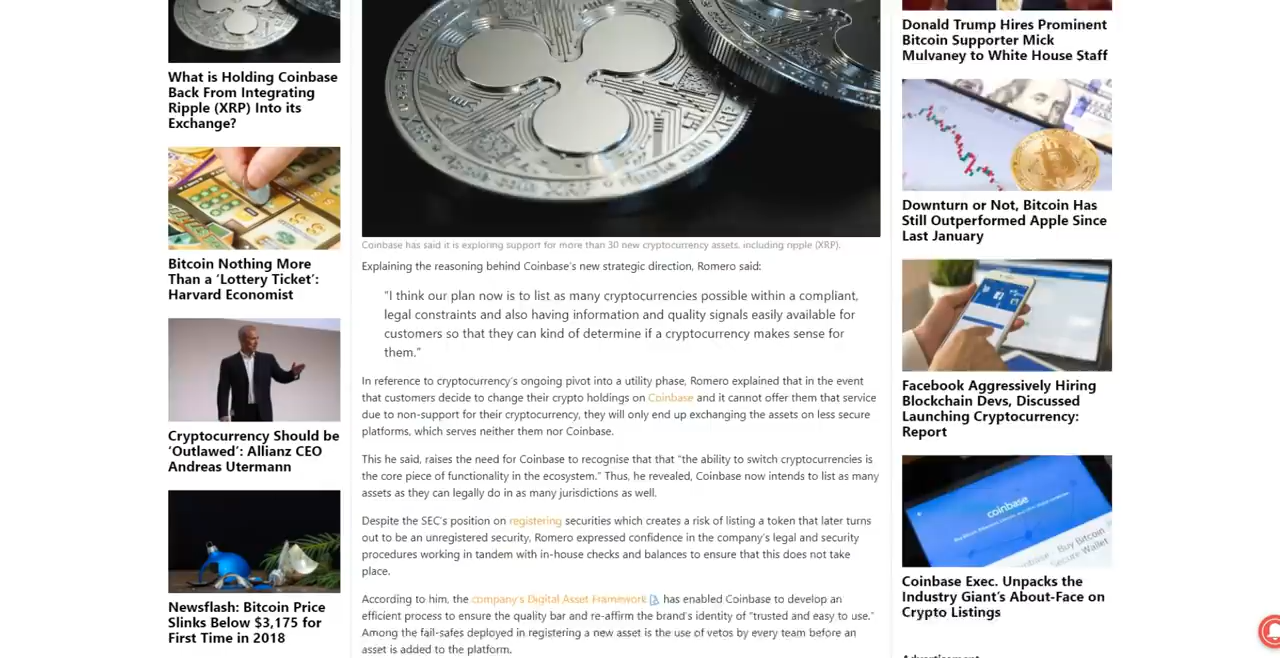 What is Holding Coinbase
Back From Integrating
Ripple (XRP) Into its
Exchange?
Bitcoin Nothing More
Than a ‘Lottery Ticket’:
Harvard Economist
Cryptocurrency Should be
‘Outlawed’: Allianz CEO
Andreas Utermann
Newsflash: Bitcoin Price
Slinks Below $3,175 for
First Time in 2018
Coinbase has said it is exploring support for more than 30 new cryptocurrency assets, including ripple (XRP).
Explaining the reasoning behind Coinbase’s new strategic direction, Romero said:
“I think our plan now is to list as many cryptocurrencies possible within a compliant,
legal constraints and also having information and quality signals easily available for
customers so that they can kind of determine if a cryptocurrency makes sense for
them.”
In reference to cryptocurrency’s ongoing pivot into a utility phase, Romero explained that in the event
that customers decide to change their crypto holdings on Coinbase and it cannot offer them that service
due to non-support for their cryptocurrency, they will only end up exchanging the assets on less secure
platforms, which serves neither them nor Coinbase.
This he said, raises the need for Coinbase to recognise that that “the ability to switch cryptocurrencies is
the core piece of functionality in the ecosystem.” Thus, he revealed, Coinbase now intends to list as many
assets as they can legally do in as many jurisdictions as well.
Despite the SEC’s position on registering securities which creates a risk of listing a token that later turns
out to be an unregistered security, Romero expressed confidence in the company’s legal and security
procedures working in tandem with in-house checks and balances to ensure that this does not take
place.
According to him, the company’s Digital Asset Framework has enabled Coinbase to develop an
efficient process to ensure the quality bar and re-affirm the brand’s identity of “trusted and easy to use.”
Among the fail-safes deployed in registering a new asset is the use of vetos by every team before an
asset is added to the platform.
Donald Trump Hires Prominent
Bitcoin Supporter Mick
Mulvaney to White House Staff
Downturn or Not, Bitcoin Has
Still Outperformed Apple Since
Last January
Facebook Aggressively Hiring
Blockchain Devs, Discussed
Launching Cryptocurrency:
Report
coinbase
Buy Bitcoin
Secure Wallet
Coinbase Exec. Unpacks the
Industry Giant’s About-Face on
Crypto Listings